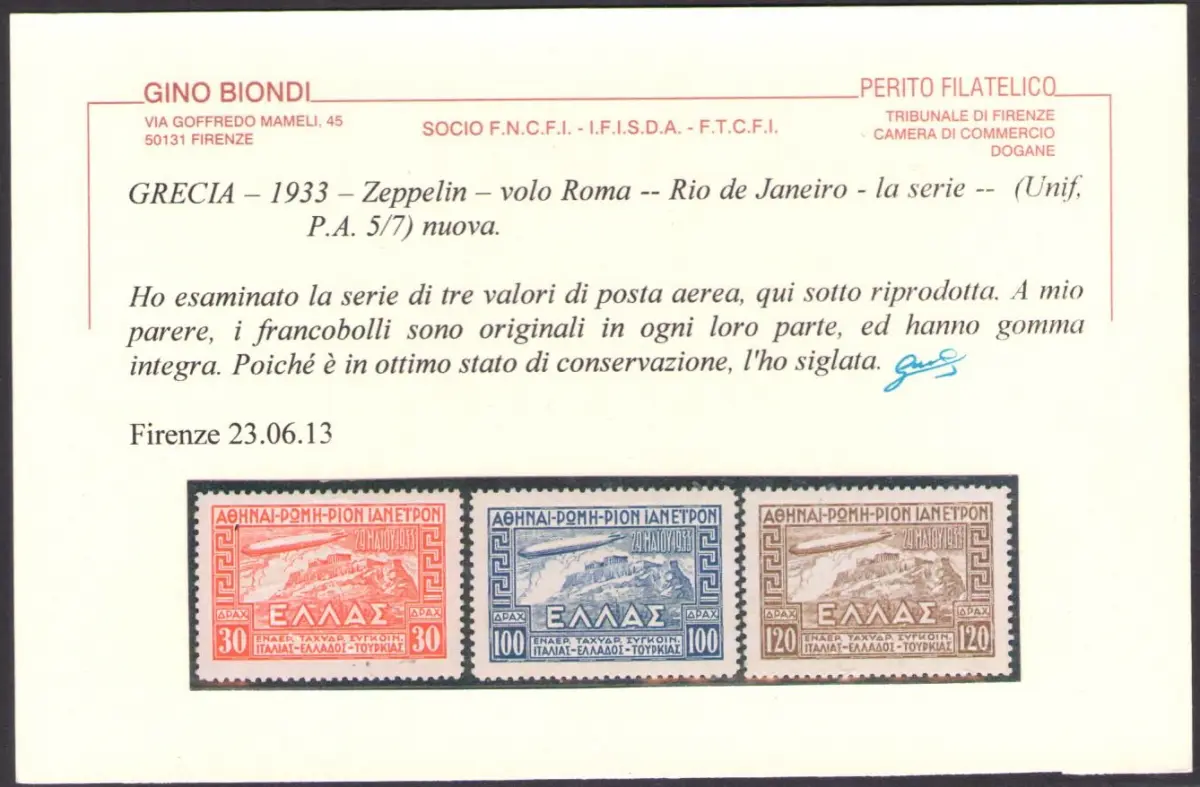 GINO BIONDI
VIA GOFFREDO MAMELI, 45
50131 FIRENZE
SOCIO F.N.C.F.I. - I.F.I.S.D.A. - F.T.C.F.I.
PERITO FILATELICO
TRIBUNALE DI FIRENZE
CAMERA DI COMMERCIO
DOGANE
GRECIA – 1933 – Zeppelin – volo Roma -- Rio de Janeiro - la serie -- (Unif,
P.A. 5/7) nuova.
Ho esaminato la serie di tre valori di posta aerea, qui sotto riprodotta. A mio
parere, i francobolli sono originali in ogni loro parte, ed hanno gomma
integra. Poiché è in ottimo stato di conservazione, l'ho siglata.
Firenze 23.06.13
ΑΘΗΝΑΙ-ΡΩΜΗ-ΡΙΟΝ ΙΑΝΕΤΡΟΝ
ΜΑΪΟΥ 1933
ΔΡΑΧ ΕΛΛΑΣ ΔΡΑΧ
30 30
ΕΝΑΕΡ. ΤΑΧΥΔΡ. ΣΥΓΚΟΙΝ.
ΙΤΑΛΙΑΣ-ΕΛΛΑΔΟΣ-ΤΟΥΡΚΙΑΣ
ΑΘΗΝΑΙ-ΡΩΜΗ-ΡΙΟΝ ΙΑΝΕΤΡΟΝ
ΜΑΪΟΥ 1933
ΔΡΑΧ ΕΛΛΑΣ ΔΡΑΧ
100 100
ΕΝΑΕΡ. ΤΑΧΥΔΡ. ΣΥΓΚΟΙΝ.
ΙΤΑΛΙΑΣ-ΕΛΛΑΔΟΣ-ΤΟΥΡΚΙΑΣ
ΑΘΗΝΑΙ-ΡΩΜΗ-ΡΙΟΝ ΙΑΝΕΤΡΟΝ
ΜΑΪΟΥ 1933
ΔΡΑΧ ΕΛΛΑΣ ΔΡΑΧ
120 120
ΕΝΑΕΡ. ΤΑΧΥΔΡ. ΣΥΓΚΟΙΝ.
ΙΤΑΛΙΑΣ-ΕΛΛΑΔΟΣ-ΤΟΥΡΚΙΑΣ